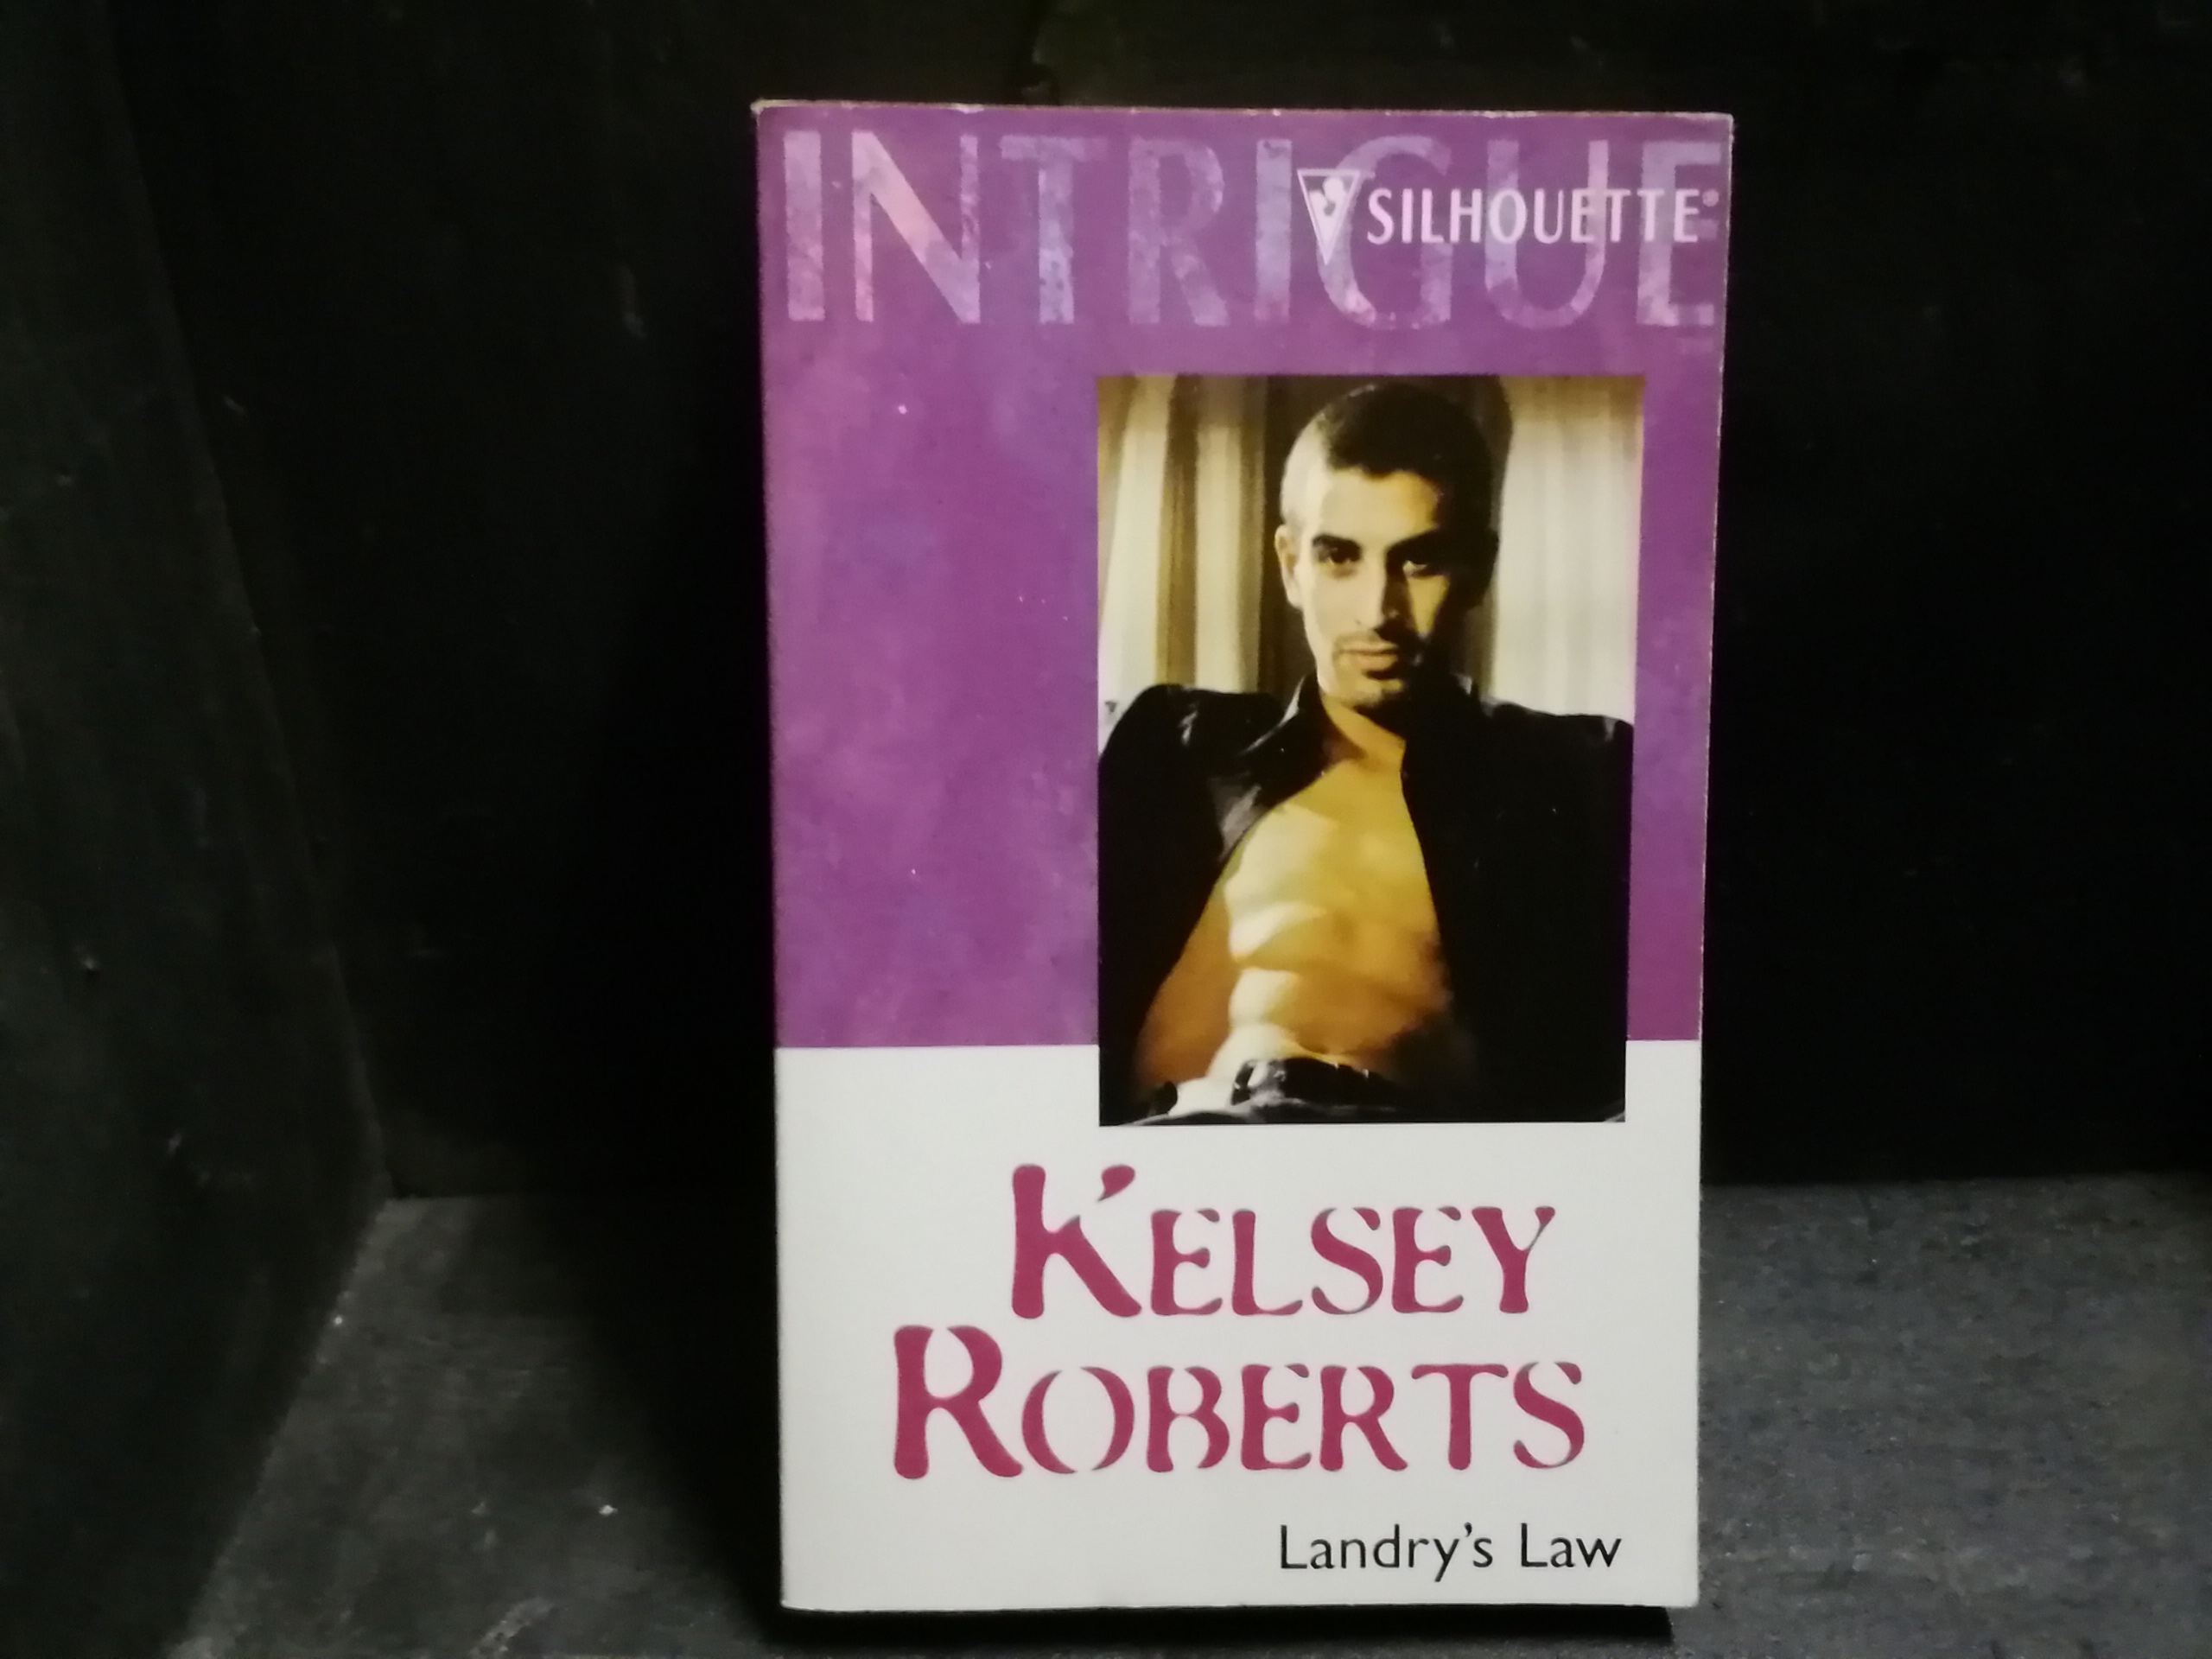 INTRIGUE
SILHOUETTE®
KELSEY
ROBERTS
Landry's Law